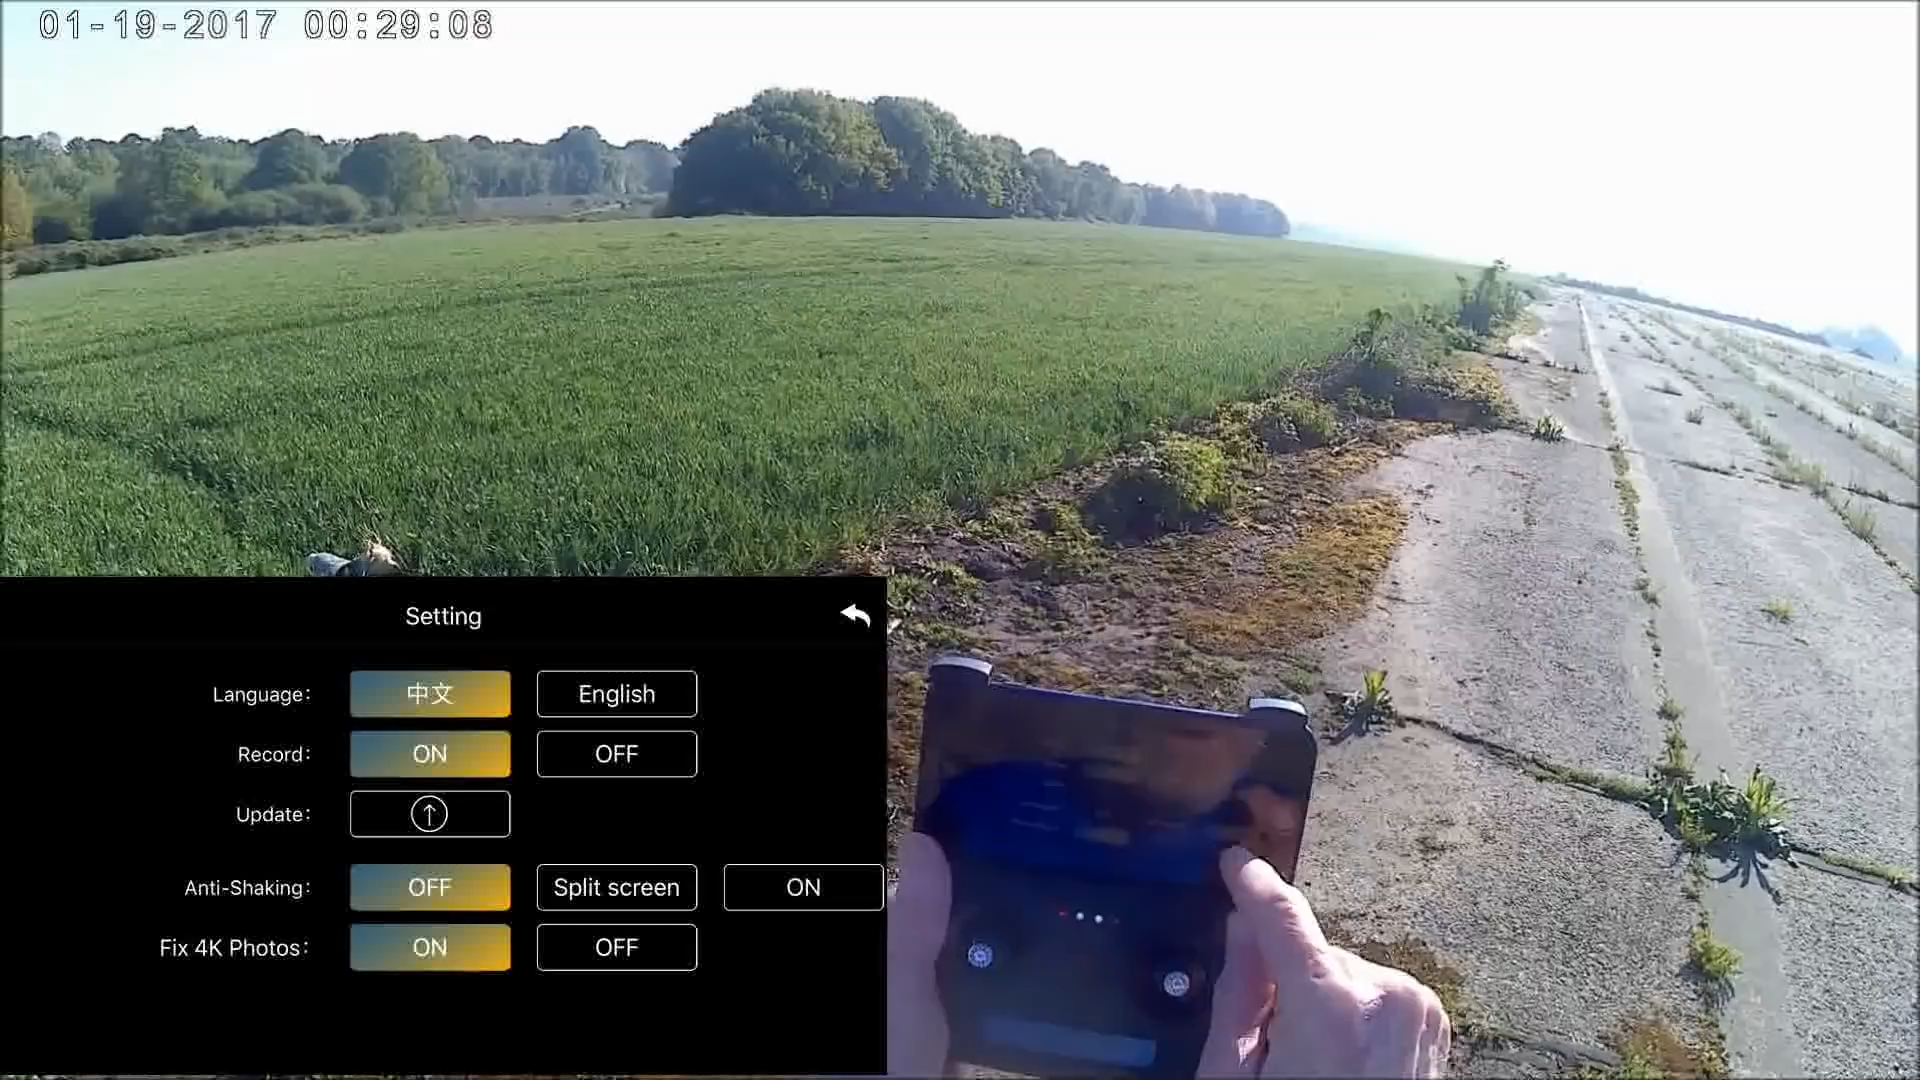 01-19-2017 00:29:08
Setting
Language: 中文 English
Record: ON OFF
Update:
Anti-Shaking: OFF Split screen ON
Fix 4K Photos: ON OFF